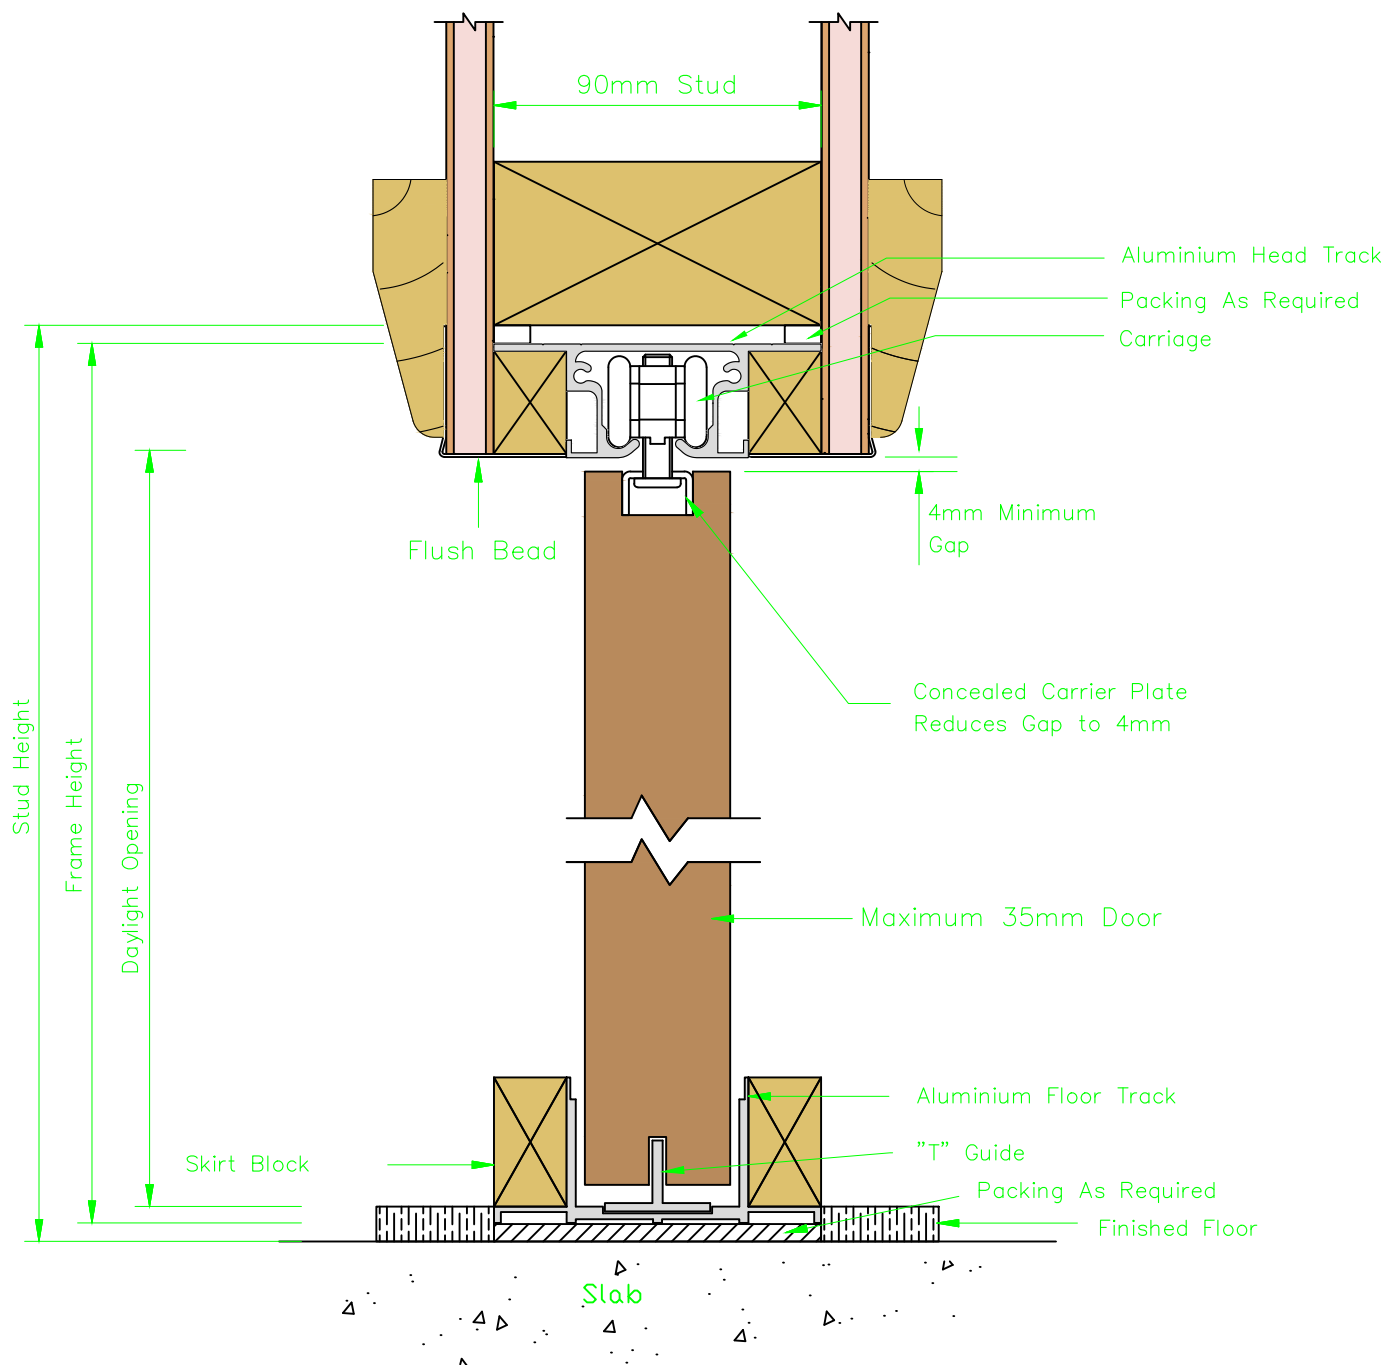 90mm Stud
Aluminium Head Track
Packing As Required
Carriage
4mm Minimum
Gap
Flush Bead
Concealed Carrier Plate
Reduces Gap to 4mm
Stud Height
Frame Height
Daylight Opening
Maximum 35mm Door
Aluminium Floor Track
"T" Guide
Skirt Block
Packing As Required
Finished Floor
Slab